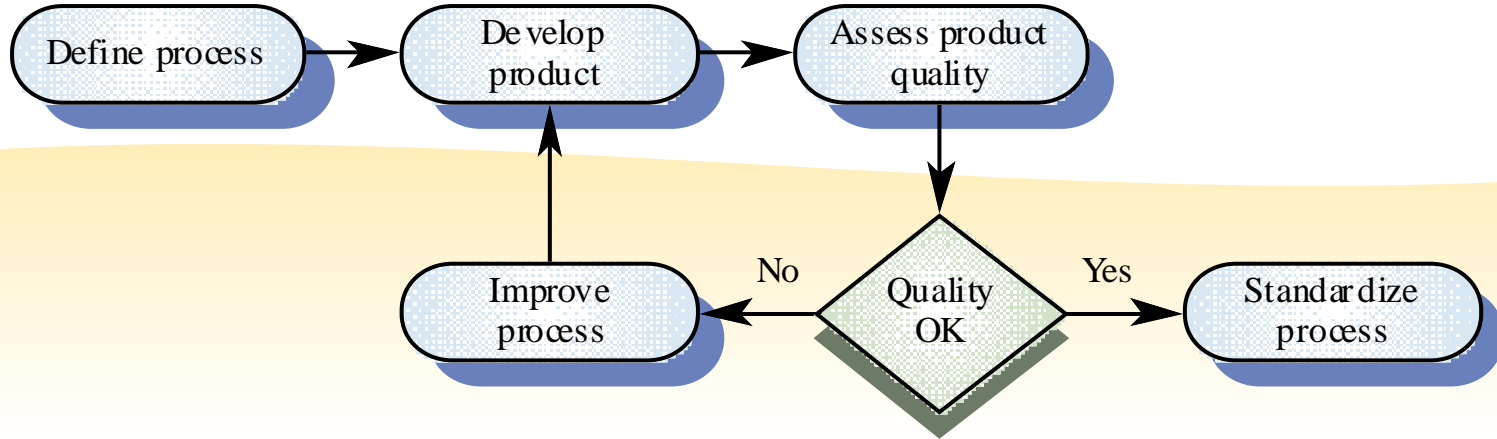 Define process
Develop
product
Assess product
quality
No
Yes
Improve
process
Quality
OK
Standardize
process